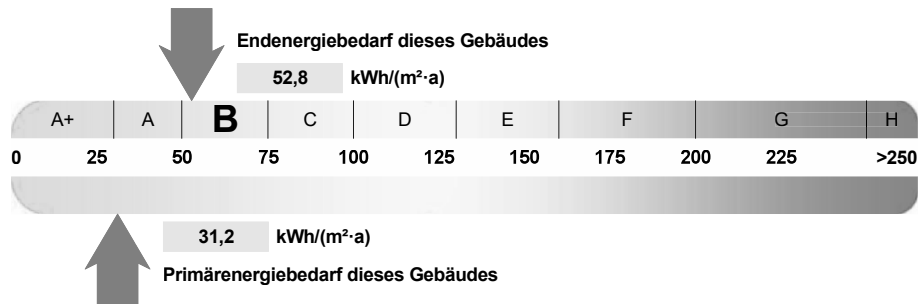 Endenergiebedarf dieses Gebäudes
52,8 kWh/(m²·a)
A+ A B C D E F G H
0 25 50 75 100 125 150 175 200 225 >250
31,2 kWh/(m²·a)
Primärenergiebedarf dieses Gebäudes